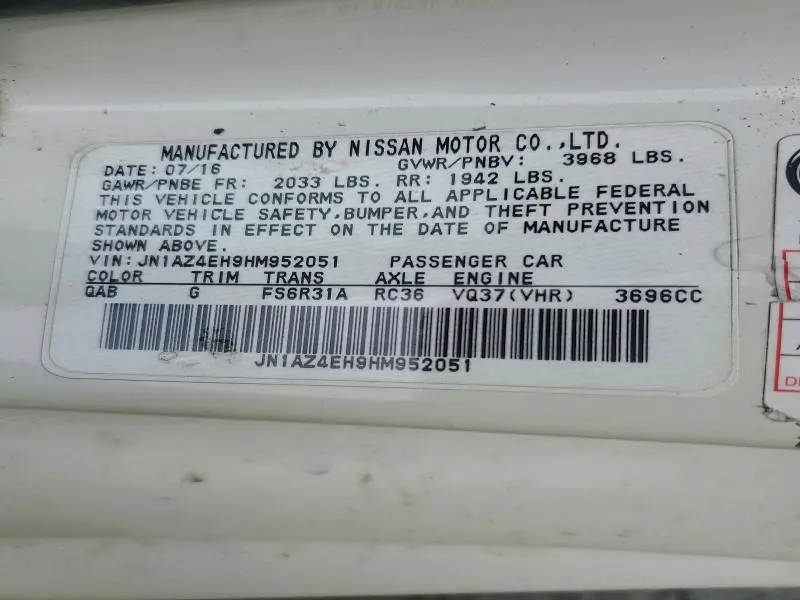 MANUFACTURED BY NISSAN MOTOR CO.,LTD.
DATE: 07/16 GVWR/PNBV: 3968 LBS.
GAWR/PNBE FR: 2033 LBS. RR: 1942 LBS.
THIS VEHICLE CONFORMS TO ALL APPLICABLE FEDERAL
MOTOR VEHICLE SAFETY,BUMPER,AND THEFT PREVENTION
STANDARDS IN EFFECT ON THE DATE OF MANUFACTURE
SHOWN ABOVE.
VIN: JN1AZ4EH9HM952051 PASSENGER CAR
COLOR TRIM TRANS AXLE ENGINE
QAB G FS6R31A RC36 VQ37(VHR) 3696CC
JN1AZ4EH9HM952051